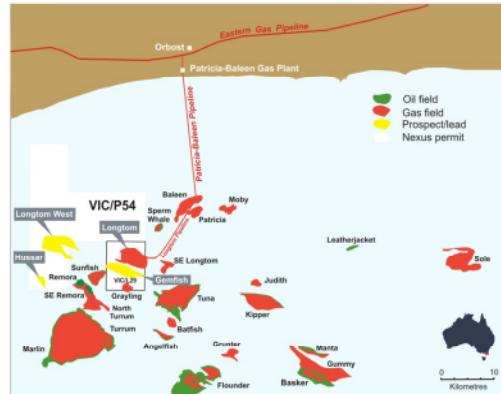 Eastern Gas Pipeline
Orbost
Patricia-Baleen Gas Plant
Patricia-Baleen Pipeline
Oil field
Gas field
Prospect/lead
Nexus permit
VIC/P54
Baleen
Moby
Longtom West
Sperm
Whale
Patricia
Longtom
Longtom Pipeline
Leatherjacket
Hussar
Sunfish
SE Longtom
Sole
Remora
VIC/L29
Gemfish
Judith
SE Remora
Grayling
Tuna
North
Turrum
Kipper
Turrum
Batfish
Marlin
Angelfish
Grunter
Manta
Gummy
Basker
Flounder
0
10
Kilometres